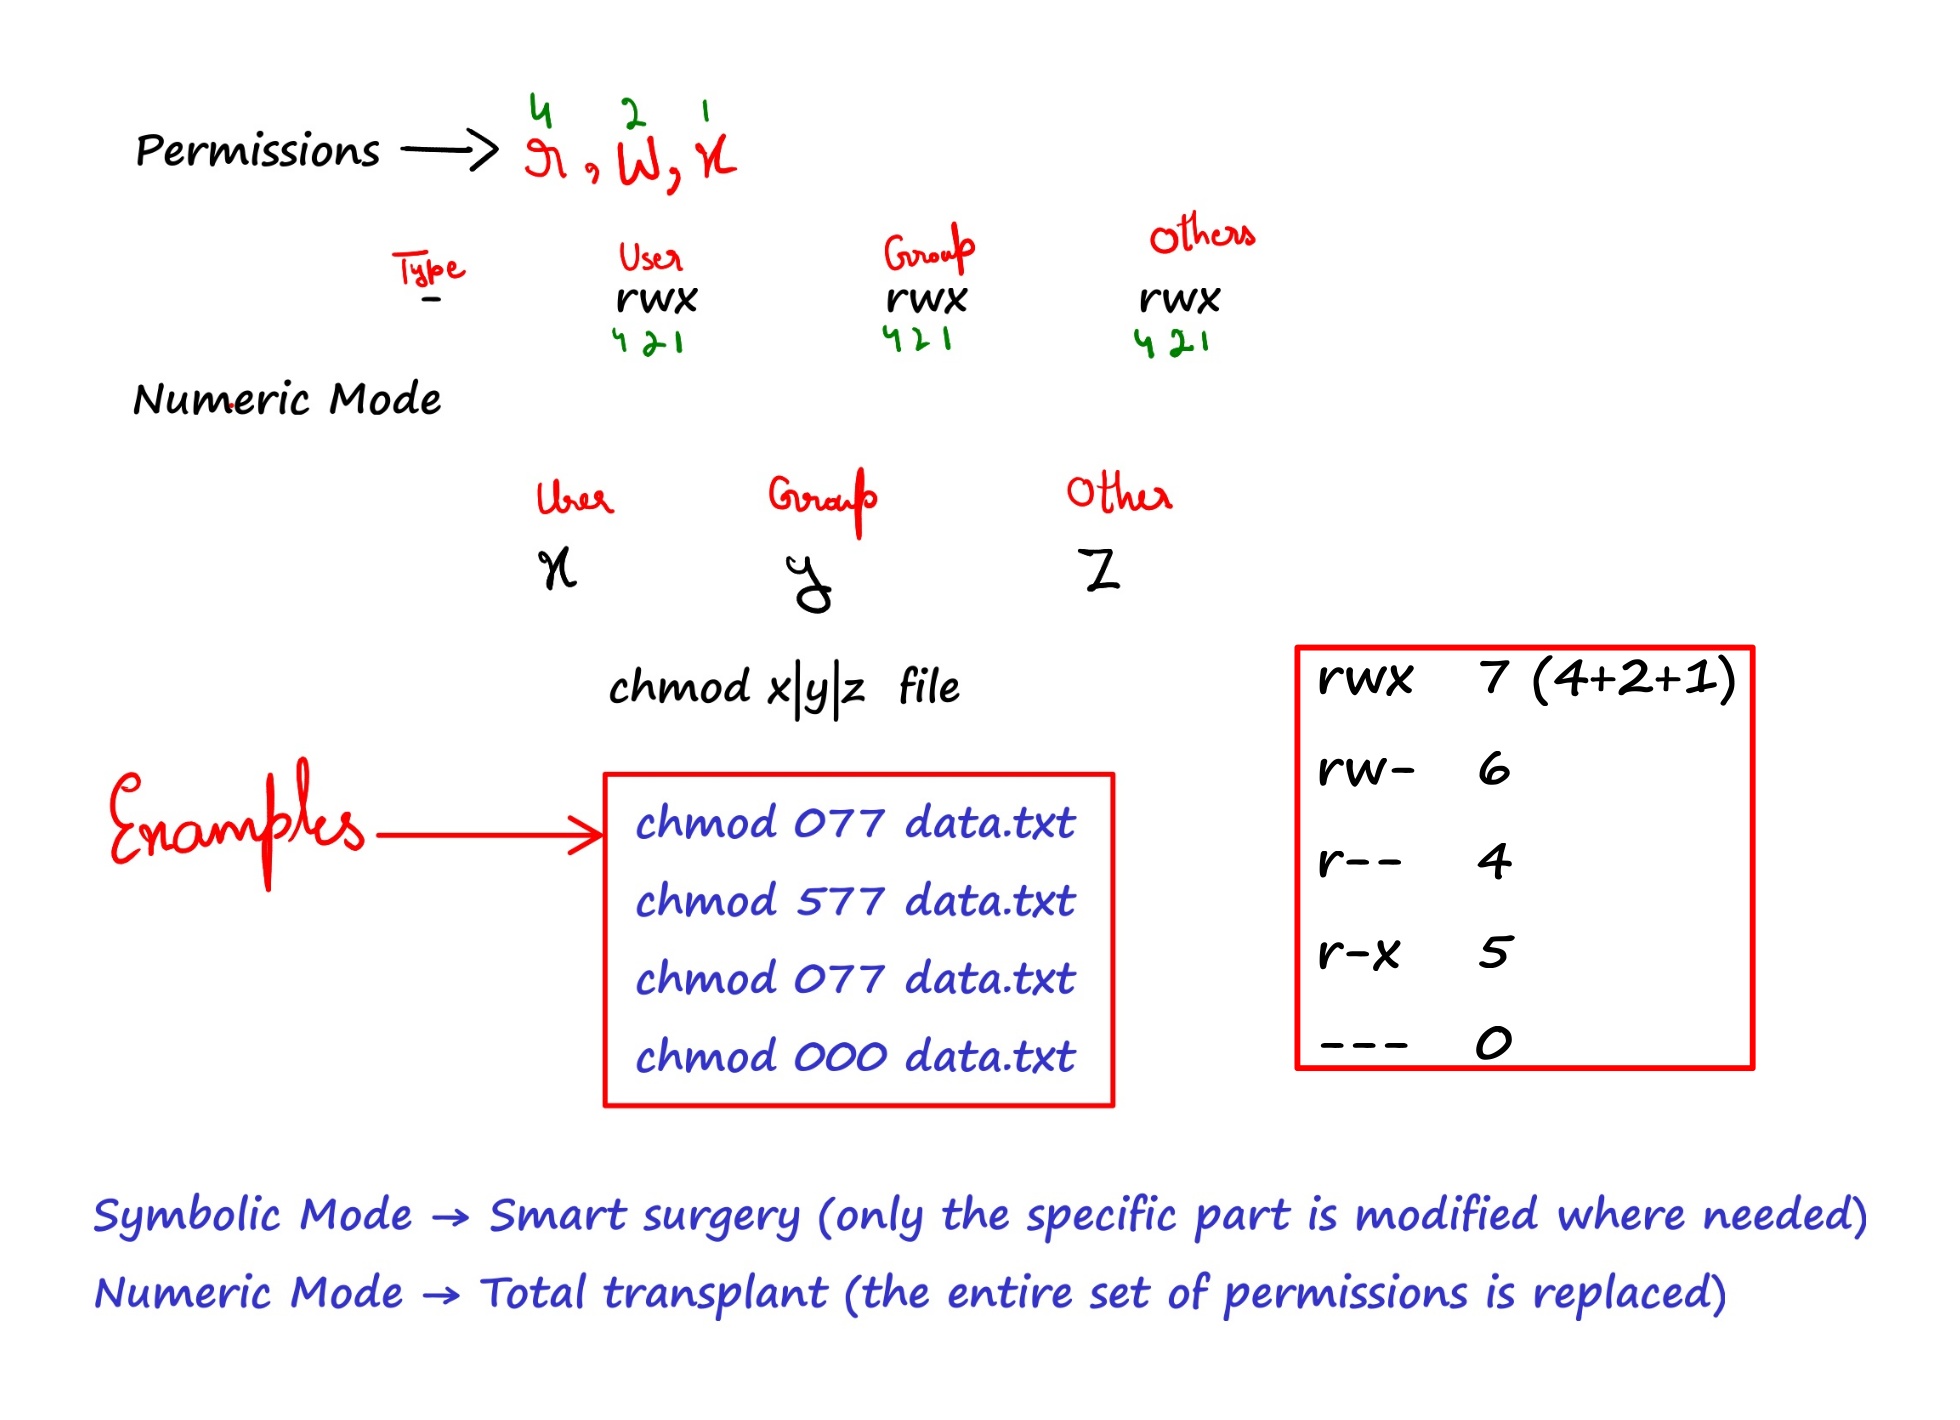 4 2 1
Permissions → r, w, x
Type User Group Others
- rwx rwx rwx
4 2 1 4 2 1 4 2 1
Numeric Mode
User Group Other
x y z
chmod x|y|z file
Examples →
chmod 077 data.txt
chmod 577 data.txt
chmod 077 data.txt
chmod 000 data.txt
rwx 7 (4+2+1)
rw- 6
r-- 4
r-x 5
--- 0
Symbolic Mode → Smart surgery (only the specific part is modified where needed)
Numeric Mode → Total transplant (the entire set of permissions is replaced)